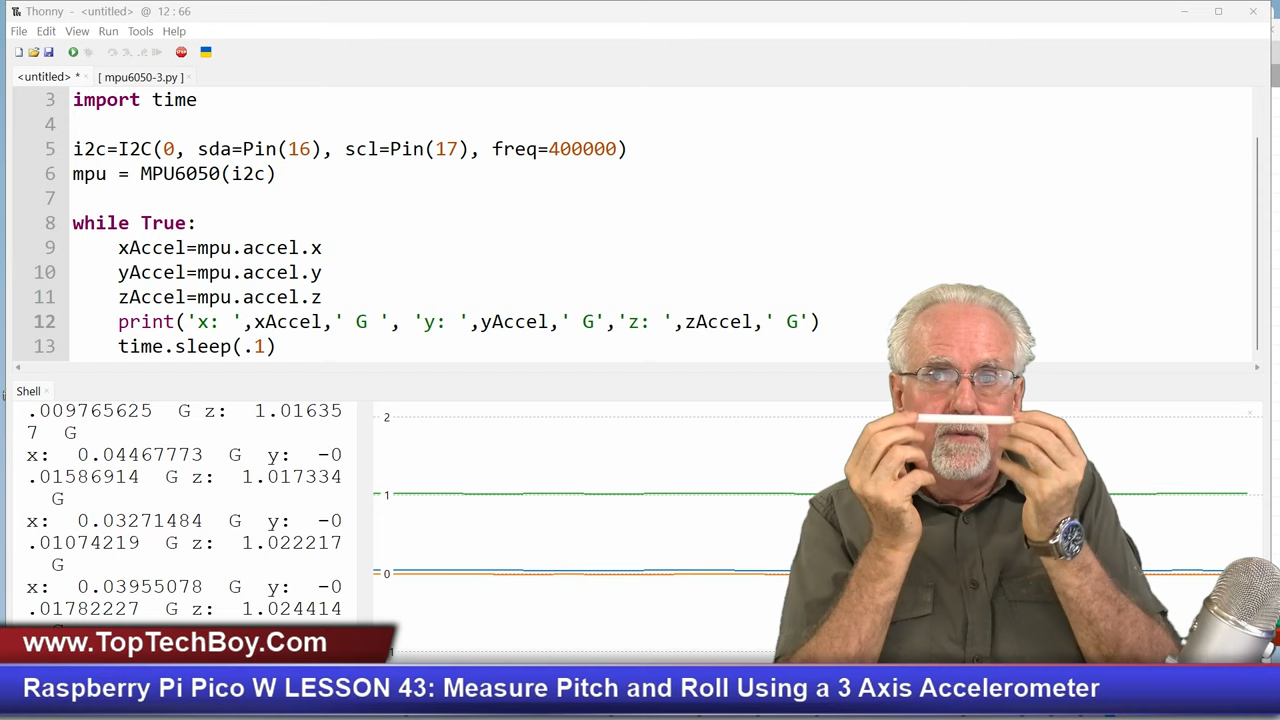 Thonny - <untitled> @ 12 : 66
File Edit View Run Tools Help
<untitled> * [ mpu6050-3.py ]
3 import time
4
5 i2c=I2C(0, sda=Pin(16), scl=Pin(17), freq=400000)
6 mpu = MPU6050(i2c)
7
8 while True:
9 xAccel=mpu.accel.x
10 yAccel=mpu.accel.y
11 zAccel=mpu.accel.z
12 print('x: ',xAccel,' G ', 'y: ',yAccel,' G','z: ',zAccel,' G')
13 time.sleep(.1)
Shell
.009765625 G z: 1.01635
7 G
x: 0.04467773 G y: -0
.01586914 G z: 1.017334
G
x: 0.03271484 G y: -0
.01074219 G z: 1.022217
G
x: 0.03955078 G y: -0
.01782227 G z: 1.024414
2
1
0
www.TopTechBoy.Com
Raspberry Pi Pico W LESSON 43: Measure Pitch and Roll Using a 3 Axis Accelerometer